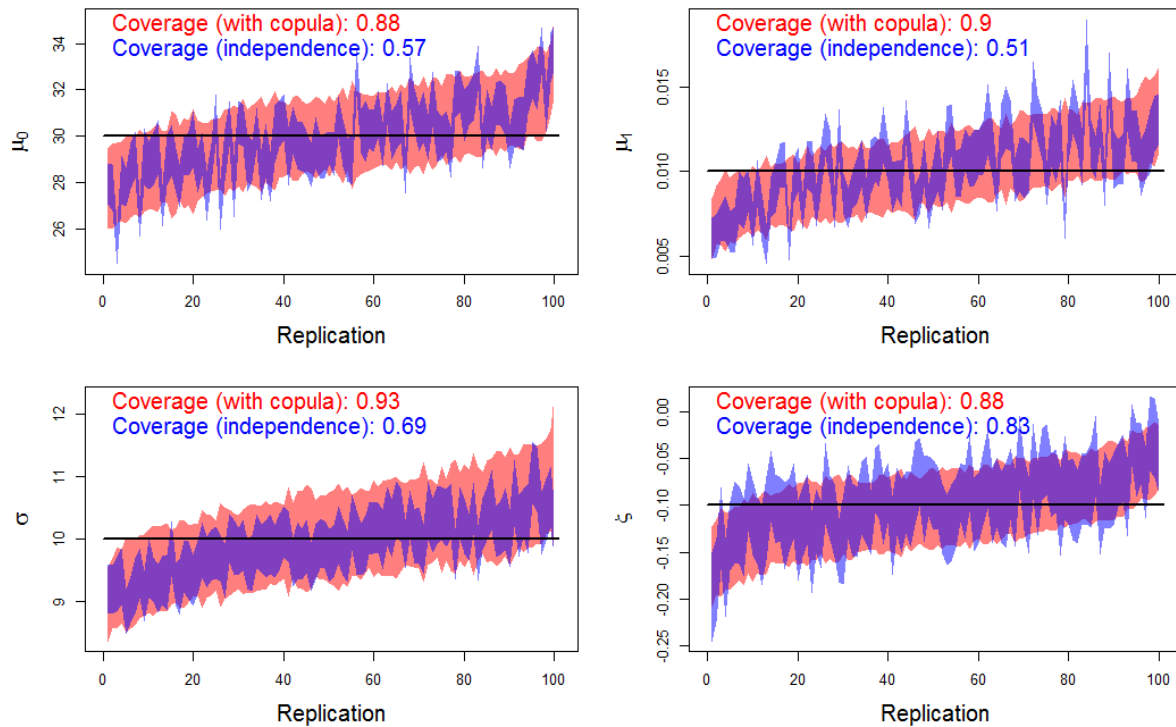 Coverage (with copula): 0.88
Coverage (independence): 0.57
μ0
34
32
30
28
26
0 20 40 60 80 100
Replication
Coverage (with copula): 0.9
Coverage (independence): 0.51
μ1
0.015
0.010
0.005
0 20 40 60 80 100
Replication
Coverage (with copula): 0.93
Coverage (independence): 0.69
σ
12
11
10
9
0 20 40 60 80 100
Replication
Coverage (with copula): 0.88
Coverage (independence): 0.83
ξ
0.00
-0.05
-0.10
-0.15
-0.20
-0.25
0 20 40 60 80 100
Replication